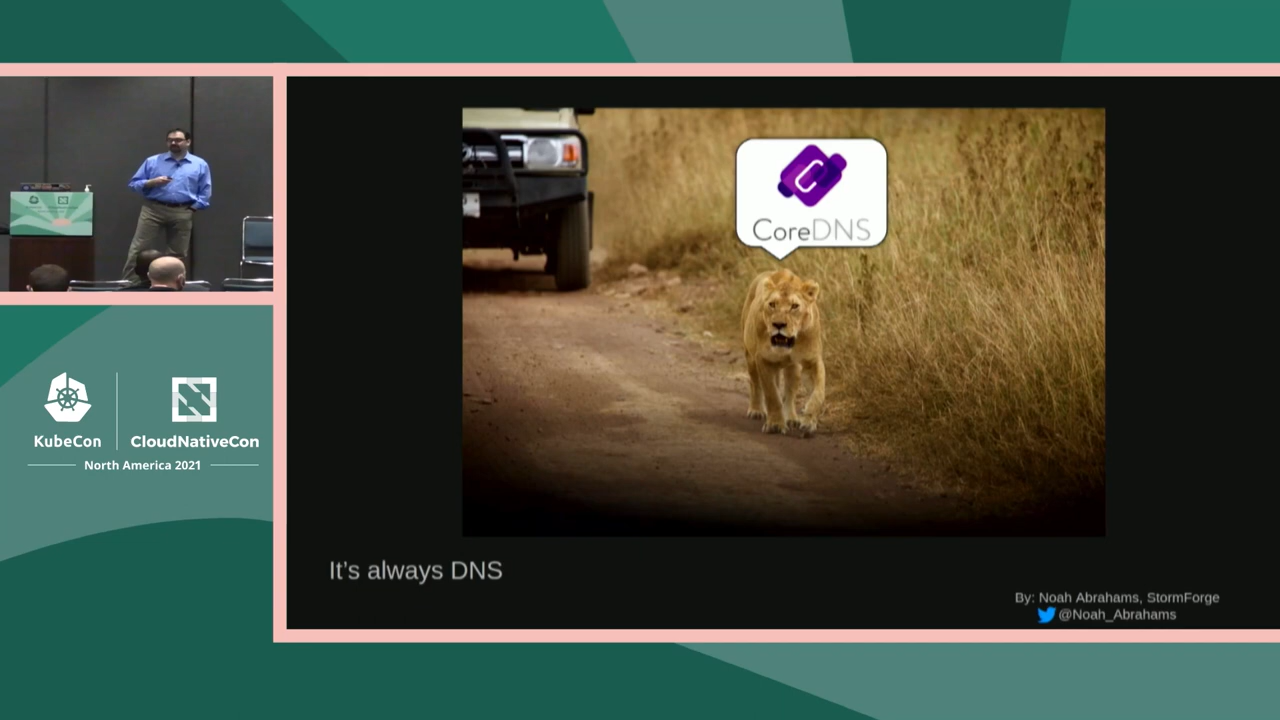 CoreDNS
It's always DNS
By: Noah Abrahams, StormForge
@Noah_Abrahams
KubeCon
CloudNativeCon
North America 2021